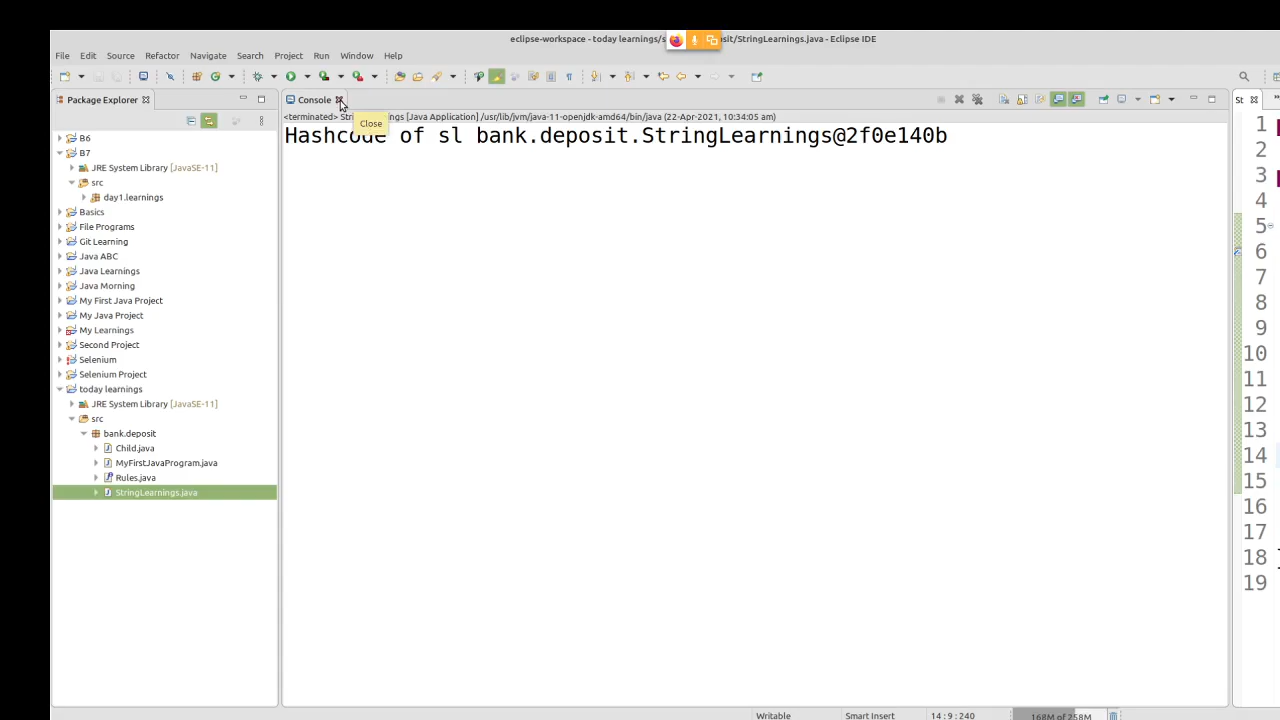 eclipse-workspace - today learnings/s sit/StringLearnings.java - Eclipse IDE
File Edit Source Refactor Navigate Search Project Run Window Help
Package Explorer
Console
St
Close
<terminated> Str ngs [Java Application] /usr/lib/jvm/java-11-openjdk-amd64/bin/java (22-Apr-2021, 10:34:05 am)
Hashcode of sl bank.deposit.StringLearnings@2f0e140b
B6
B7
JRE System Library [JavaSE-11]
src
day1.learnings
Basics
File Programs
Git Learning
Java ABC
Java Learnings
Java Morning
My First Java Project
My Java Project
My Learnings
Second Project
Selenium
Selenium Project
today learnings
JRE System Library [JavaSE-11]
src
bank.deposit
Child.java
MyFirstJavaProgram.java
Rules.java
StringLearnings.java
1
2
3
4
5
6
7
8
9
10
11
12
13
14
15
16
17
18
19
Writable Smart Insert 14 : 9 : 240 168M of 258M